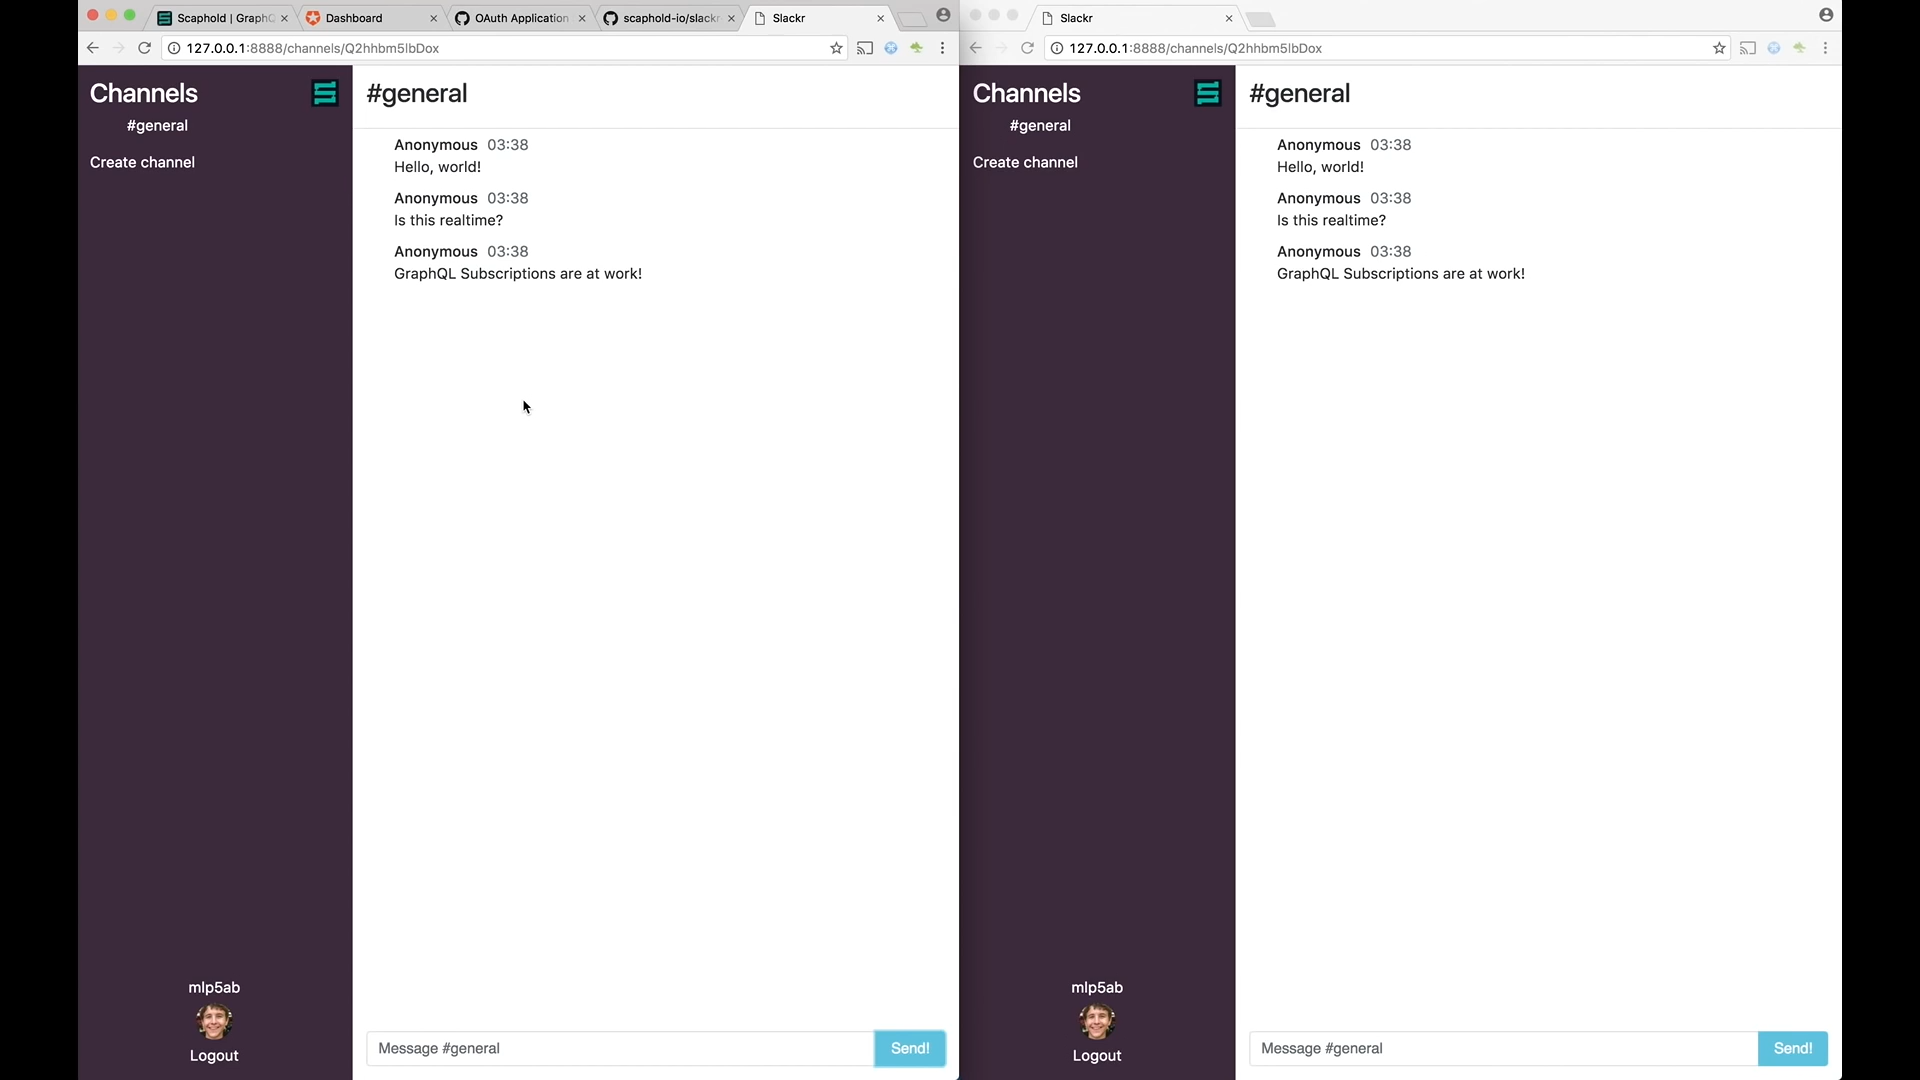 Scaphold | GraphQ
Dashboard
OAuth Application
scaphold-io/slackr
Slackr
127.0.0.1:8888/channels/Q2hhbm5lbDox
Channels
#general
Create channel
#general
Anonymous 03:38
Hello, world!
Anonymous 03:38
Is this realtime?
Anonymous 03:38
GraphQL Subscriptions are at work!
mlp5ab
Logout
Message #general
Send!
Slackr
127.0.0.1:8888/channels/Q2hhbm5lbDox
Channels
#general
Create channel
#general
Anonymous 03:38
Hello, world!
Anonymous 03:38
Is this realtime?
Anonymous 03:38
GraphQL Subscriptions are at work!
mlp5ab
Logout
Message #general
Send!